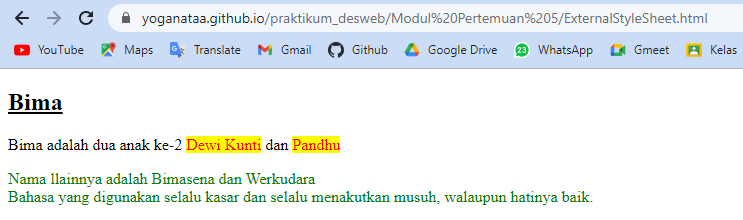 yoganataa.github.io/praktikum_desweb/Modul%20Pertemuan%205/ExternalStyleSheet.html
YouTube Maps Translate Gmail Github Google Drive 23 WhatsApp Gmeet Kelas
Bima
Bima adalah dua anak ke-2 Dewi Kunti dan Pandhu
Nama llainnya adalah Bimasena dan Werkudara
Bahasa yang digunakan selalu kasar dan selalu menakutkan musuh, walaupun hatinya baik.